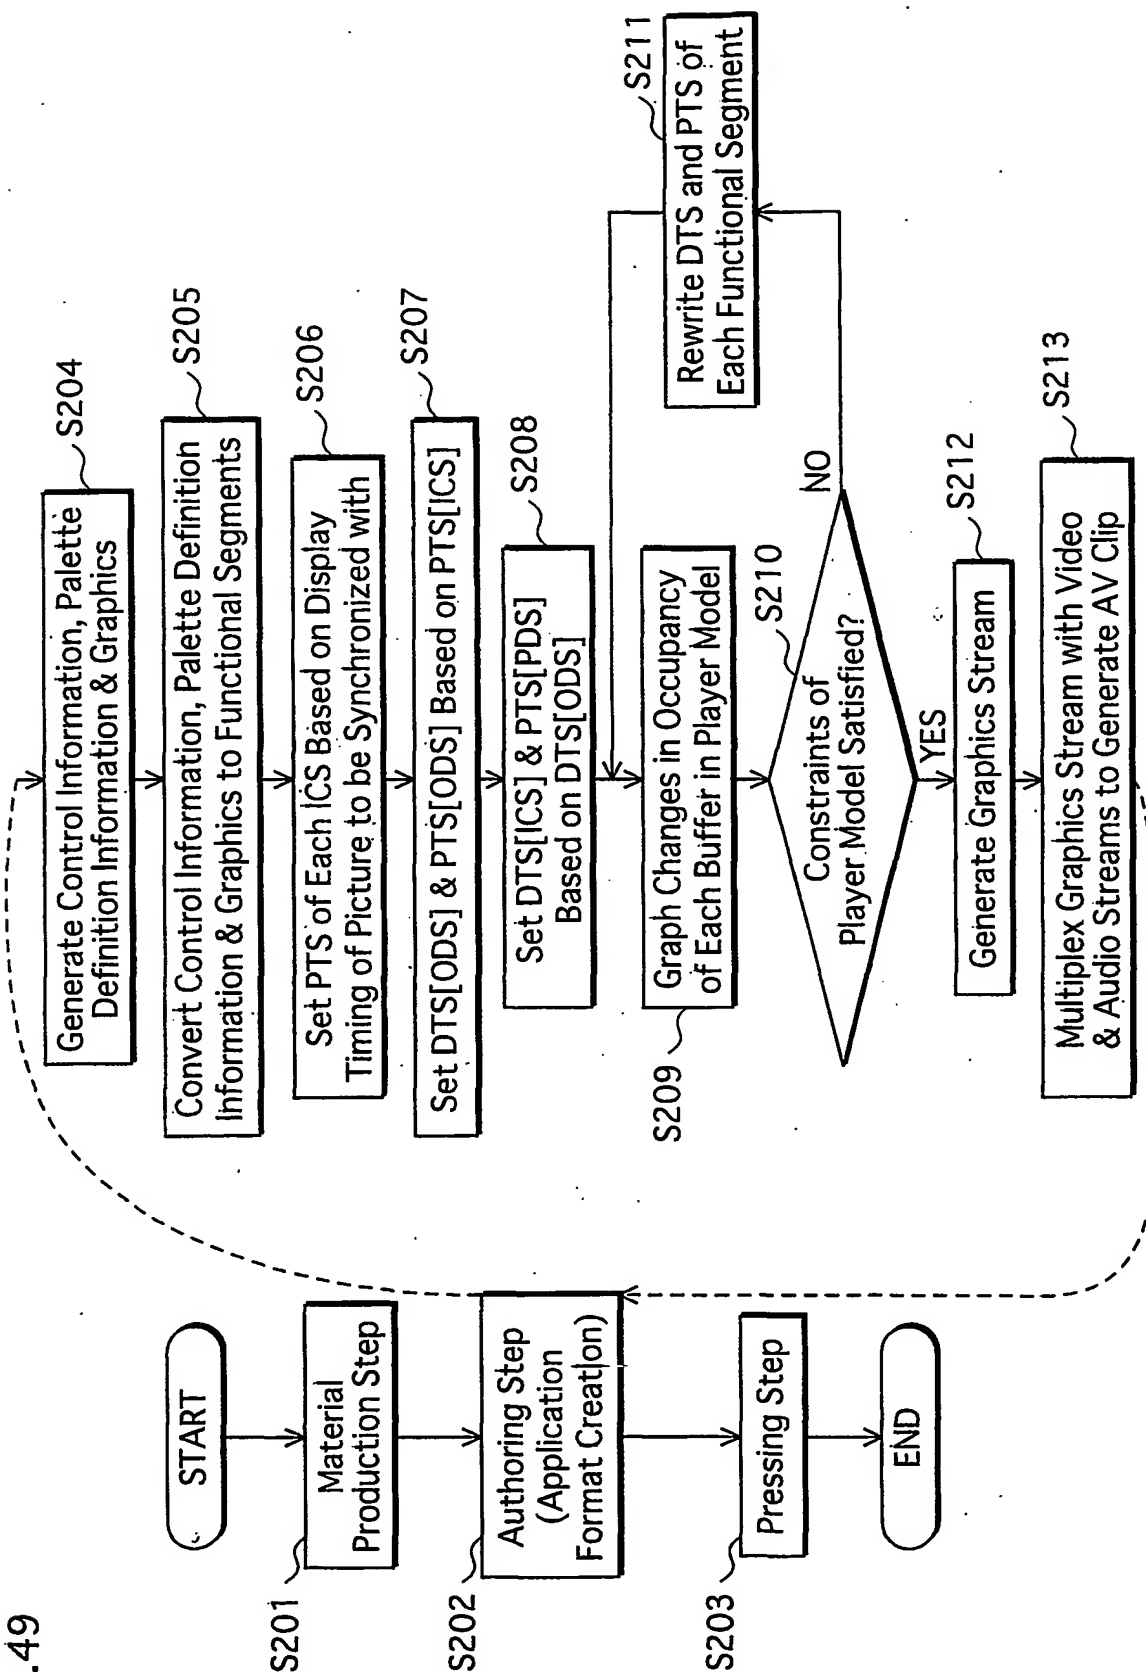 .49
START
S201
Material
Production Step
S202
Authoring Step
(Application
Format Creation)
S203
Pressing Step
END
S204
Generate Control Information, Palette
Definition Information & Graphics
S205
Convert Control Information, Palette Definition
Information & Graphics to Functional Segments
S206
Set PTS of Each ICS Based on Display
Timing of Picture to be Synchronized with
S207
Set DTS[ODS] & PTS[ODS] Based on PTS[ICS]
S208
Set DTS[ICS] & PTS[PDS]
Based on DTS[ODS]
S209
Graph Changes in Occupancy
of Each Buffer in Player Model
S210
Constraints of
Player Model Satisfied?
NO
YES
S211
Rewrite DTS and PTS of
Each Functional Segment
S212
Generate Graphics Stream
S213
Multiplex Graphics Stream with Video
& Audio Streams to Generate AV Clip